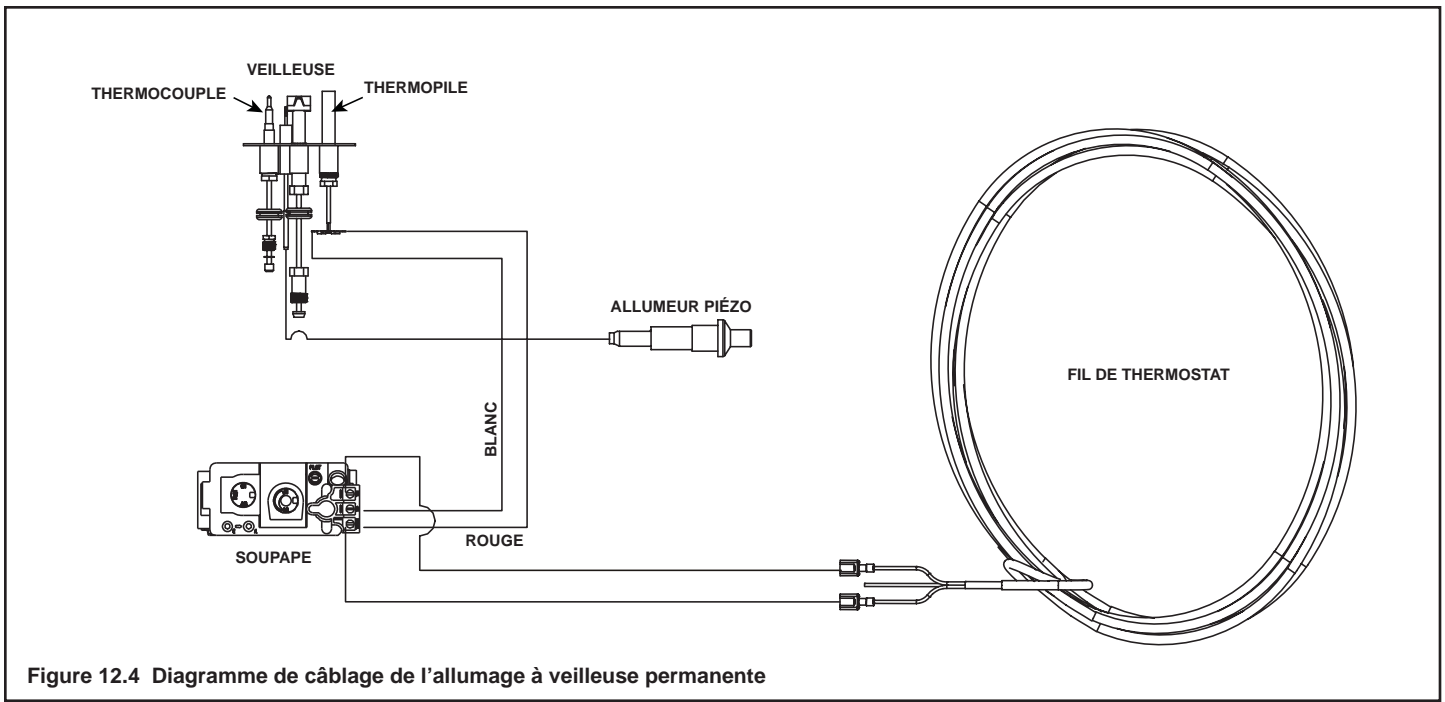 VEILLEUSE
THERMOCOUPLE
THERMOPILE
ALLUMEUR PIÉZO
FIL DE THERMOSTAT
BLANC
ROUGE
SOUPAPE
Figure 12.4 Diagramme de câblage de l’allumage à veilleuse permanente